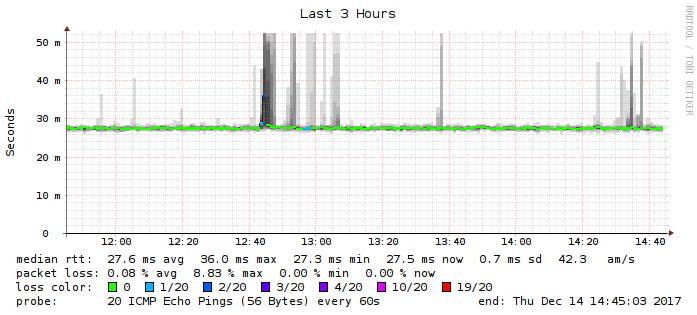 Last 3 Hours
RRDTOOL / TOBI OETIKER
Seconds
50 m
40 m
30 m
20 m
10 m
0
12:00 12:20 12:40 13:00 13:20 13:40 14:00 14:20 14:40
median rtt: 27.6 ms avg 36.0 ms max 27.3 ms min 27.5 ms now 0.7 ms sd 42.3 am/s
packet loss: 0.08 % avg 8.83 % max 0.00 % min 0.00 % now
loss color: 0 1/20 2/20 3/20 4/20 10/20 19/20
probe: 20 ICMP Echo Pings (56 Bytes) every 60s end: Thu Dec 14 14:45:03 2017